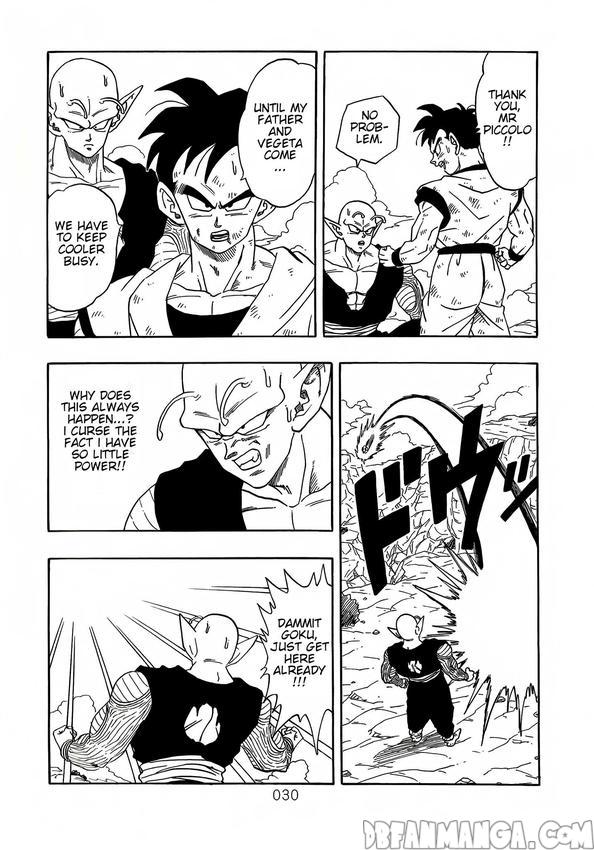 THANK
YOU,
MR
PICCOLO
!!
NO
PROB-
LEM.
UNTIL MY
FATHER
AND
VEGETA
COME
...
WE HAVE
TO KEEP
COOLER
BUSY.
ドウッ
WHY DOES
THIS ALWAYS
HAPPEN...?
I CURSE THE
FACT I HAVE
SO LITTLE
POWER!!
DAMMIT
GOKU,
JUST GET
HERE
ALREADY
!!!
030
DBFANMANGA.COM